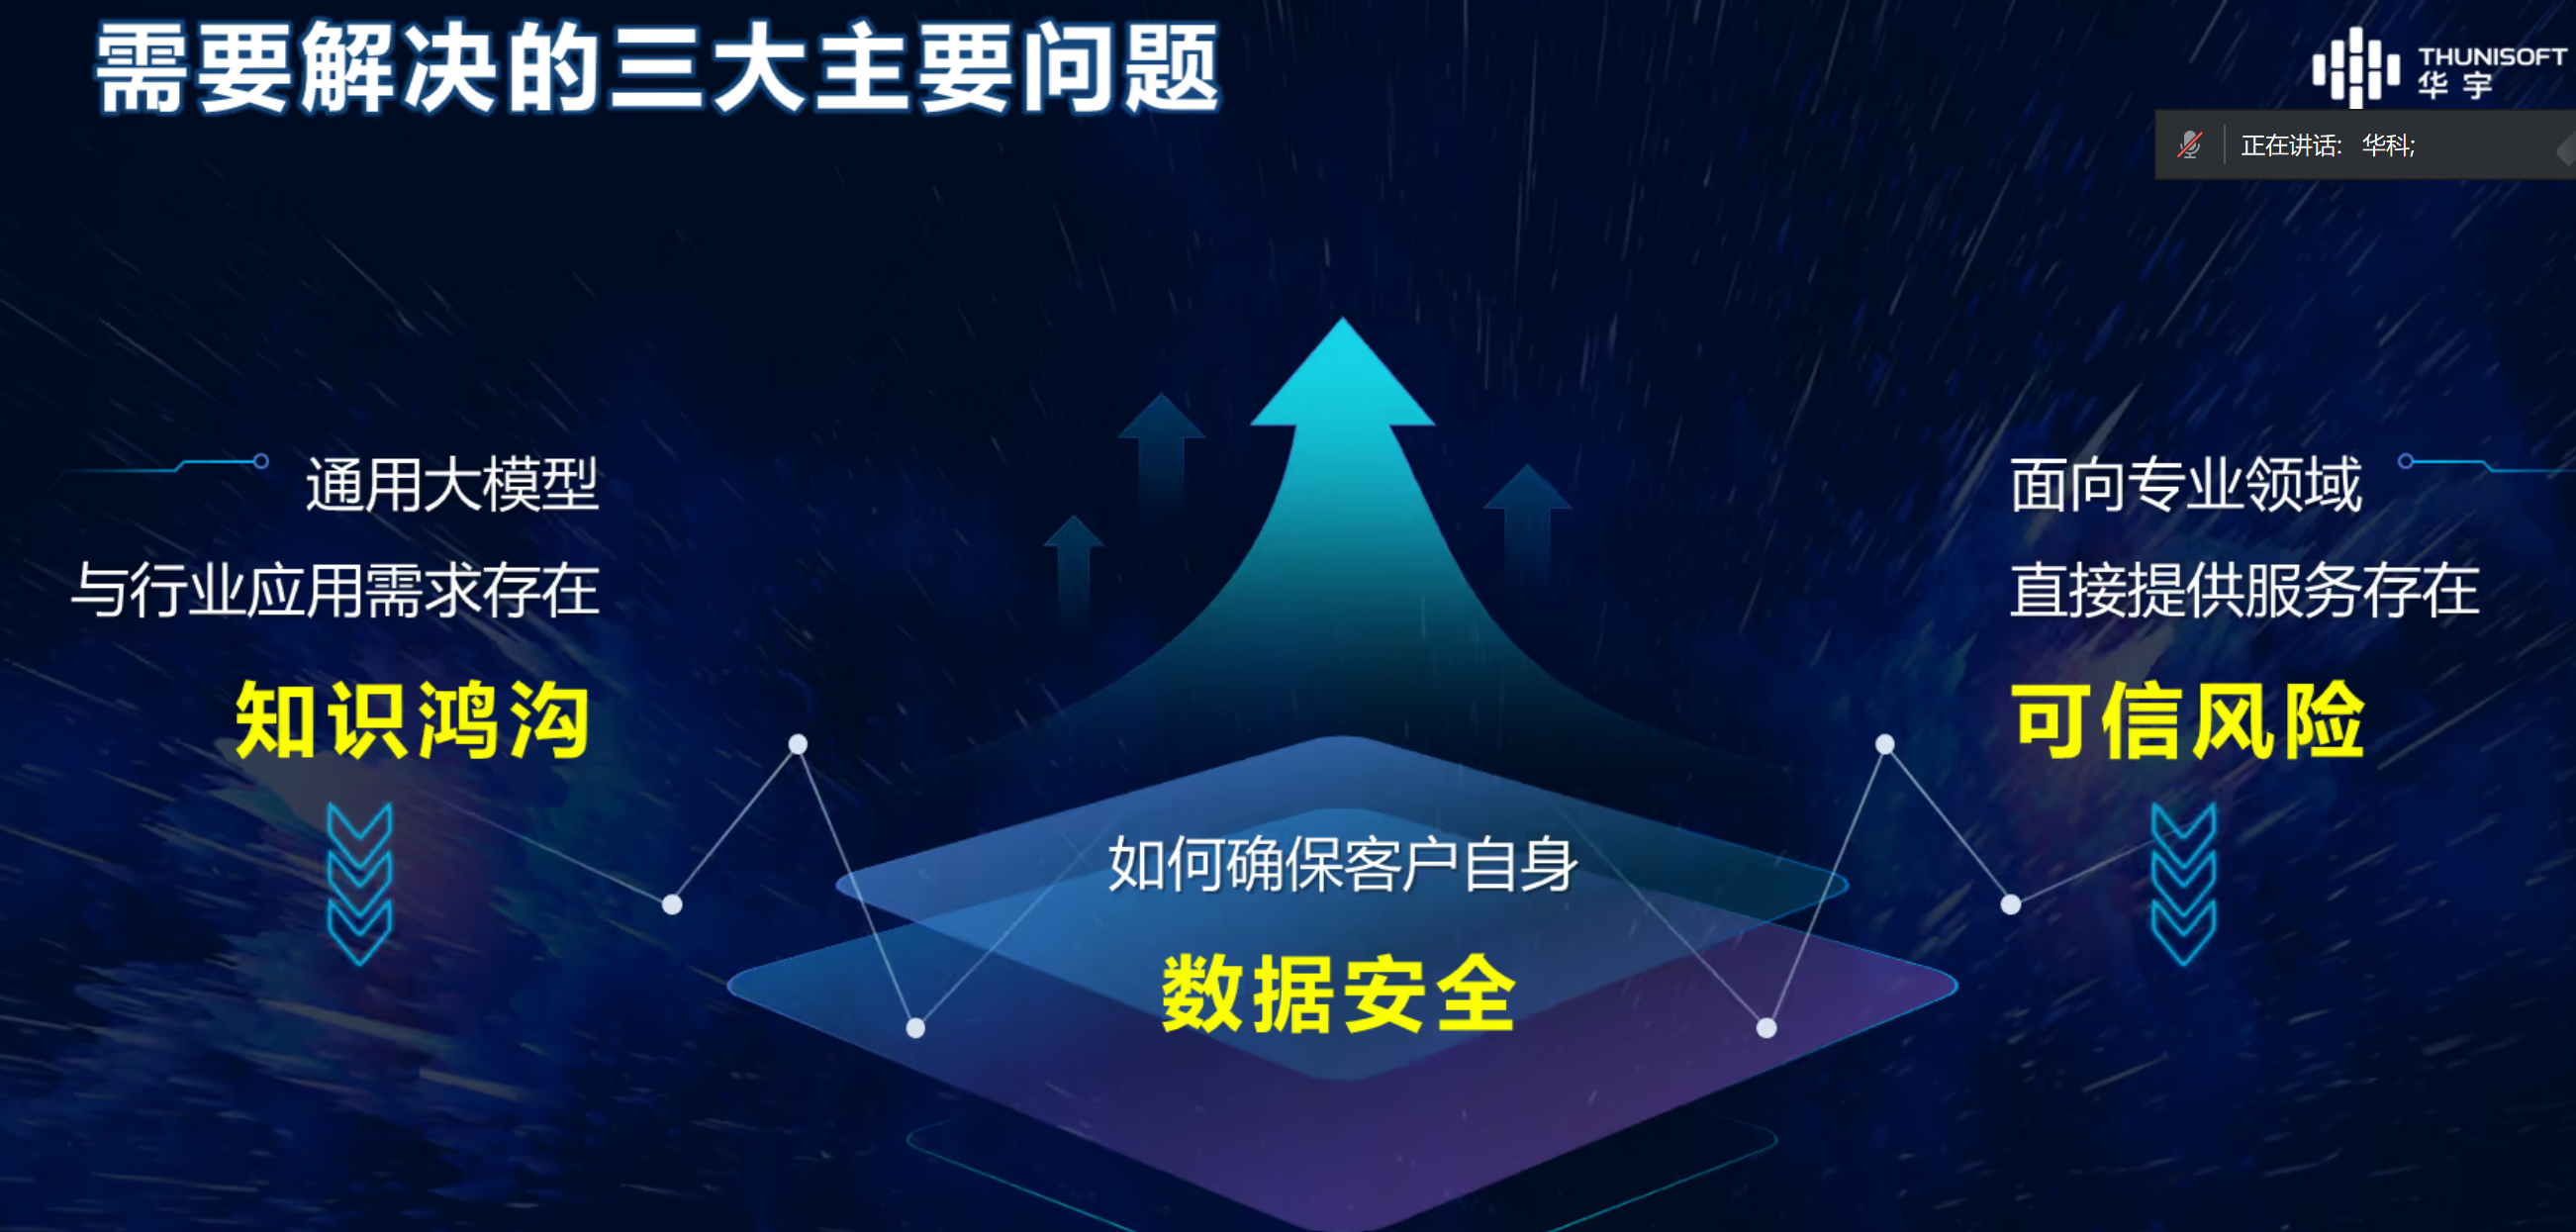 需要解决的三大主要问题
THUNISOFT
华宇
正在讲话: 华科;
通用大模型
与行业应用需求存在
知识鸿沟
面向专业领域
直接提供服务存在
可信风险
如何确保客户自身
数据安全